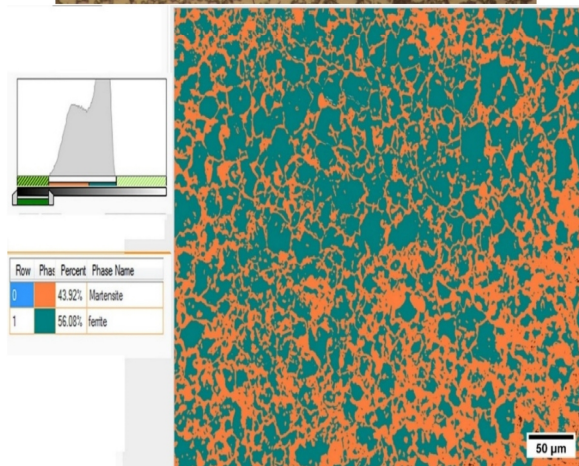 Row Phas Percent Phase Name
0 43.92% Martensite
1 56.08% ferrite
50 µm